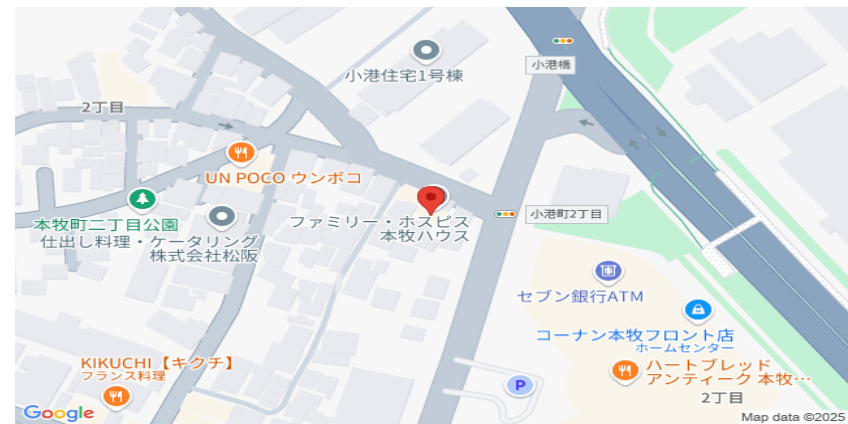 小港橋
小港住宅1号棟
2丁目
UN POCO ウンポコ
本牧町二丁目公園
仕出し料理・ケータリング
株式会社松阪
ファミリー・ホスピス
本牧ハウス
小港町2丁目
セブン銀行ATM
コーナン本牧フロント店
ホームセンター
KIKUCHI【キクチ】
フランス料理
ハートブレッド
アンティーク 本牧…
P
2丁目
Google
Map data ©2025